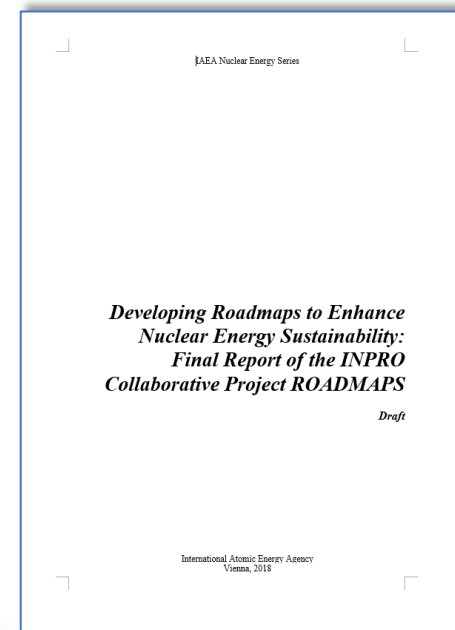 IAEA Nuclear Energy Series
Developing Roadmaps to Enhance
Nuclear Energy Sustainability:
Final Report of the INPRO
Collaborative Project ROADMAPS
Draft
International Atomic Energy Agency
Vienna, 2018